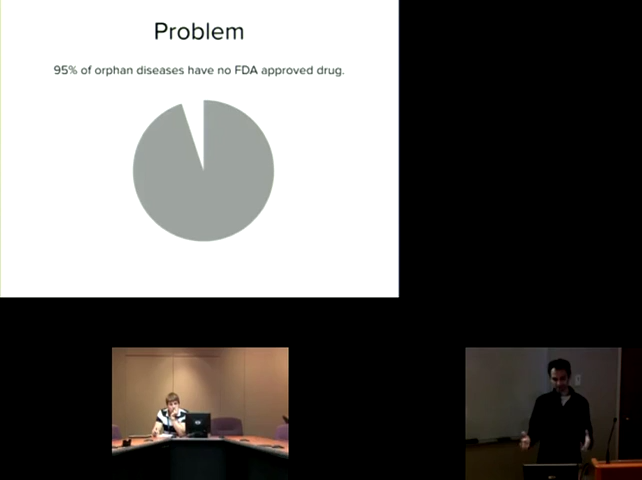 Problem
95% of orphan diseases have no FDA approved drug.